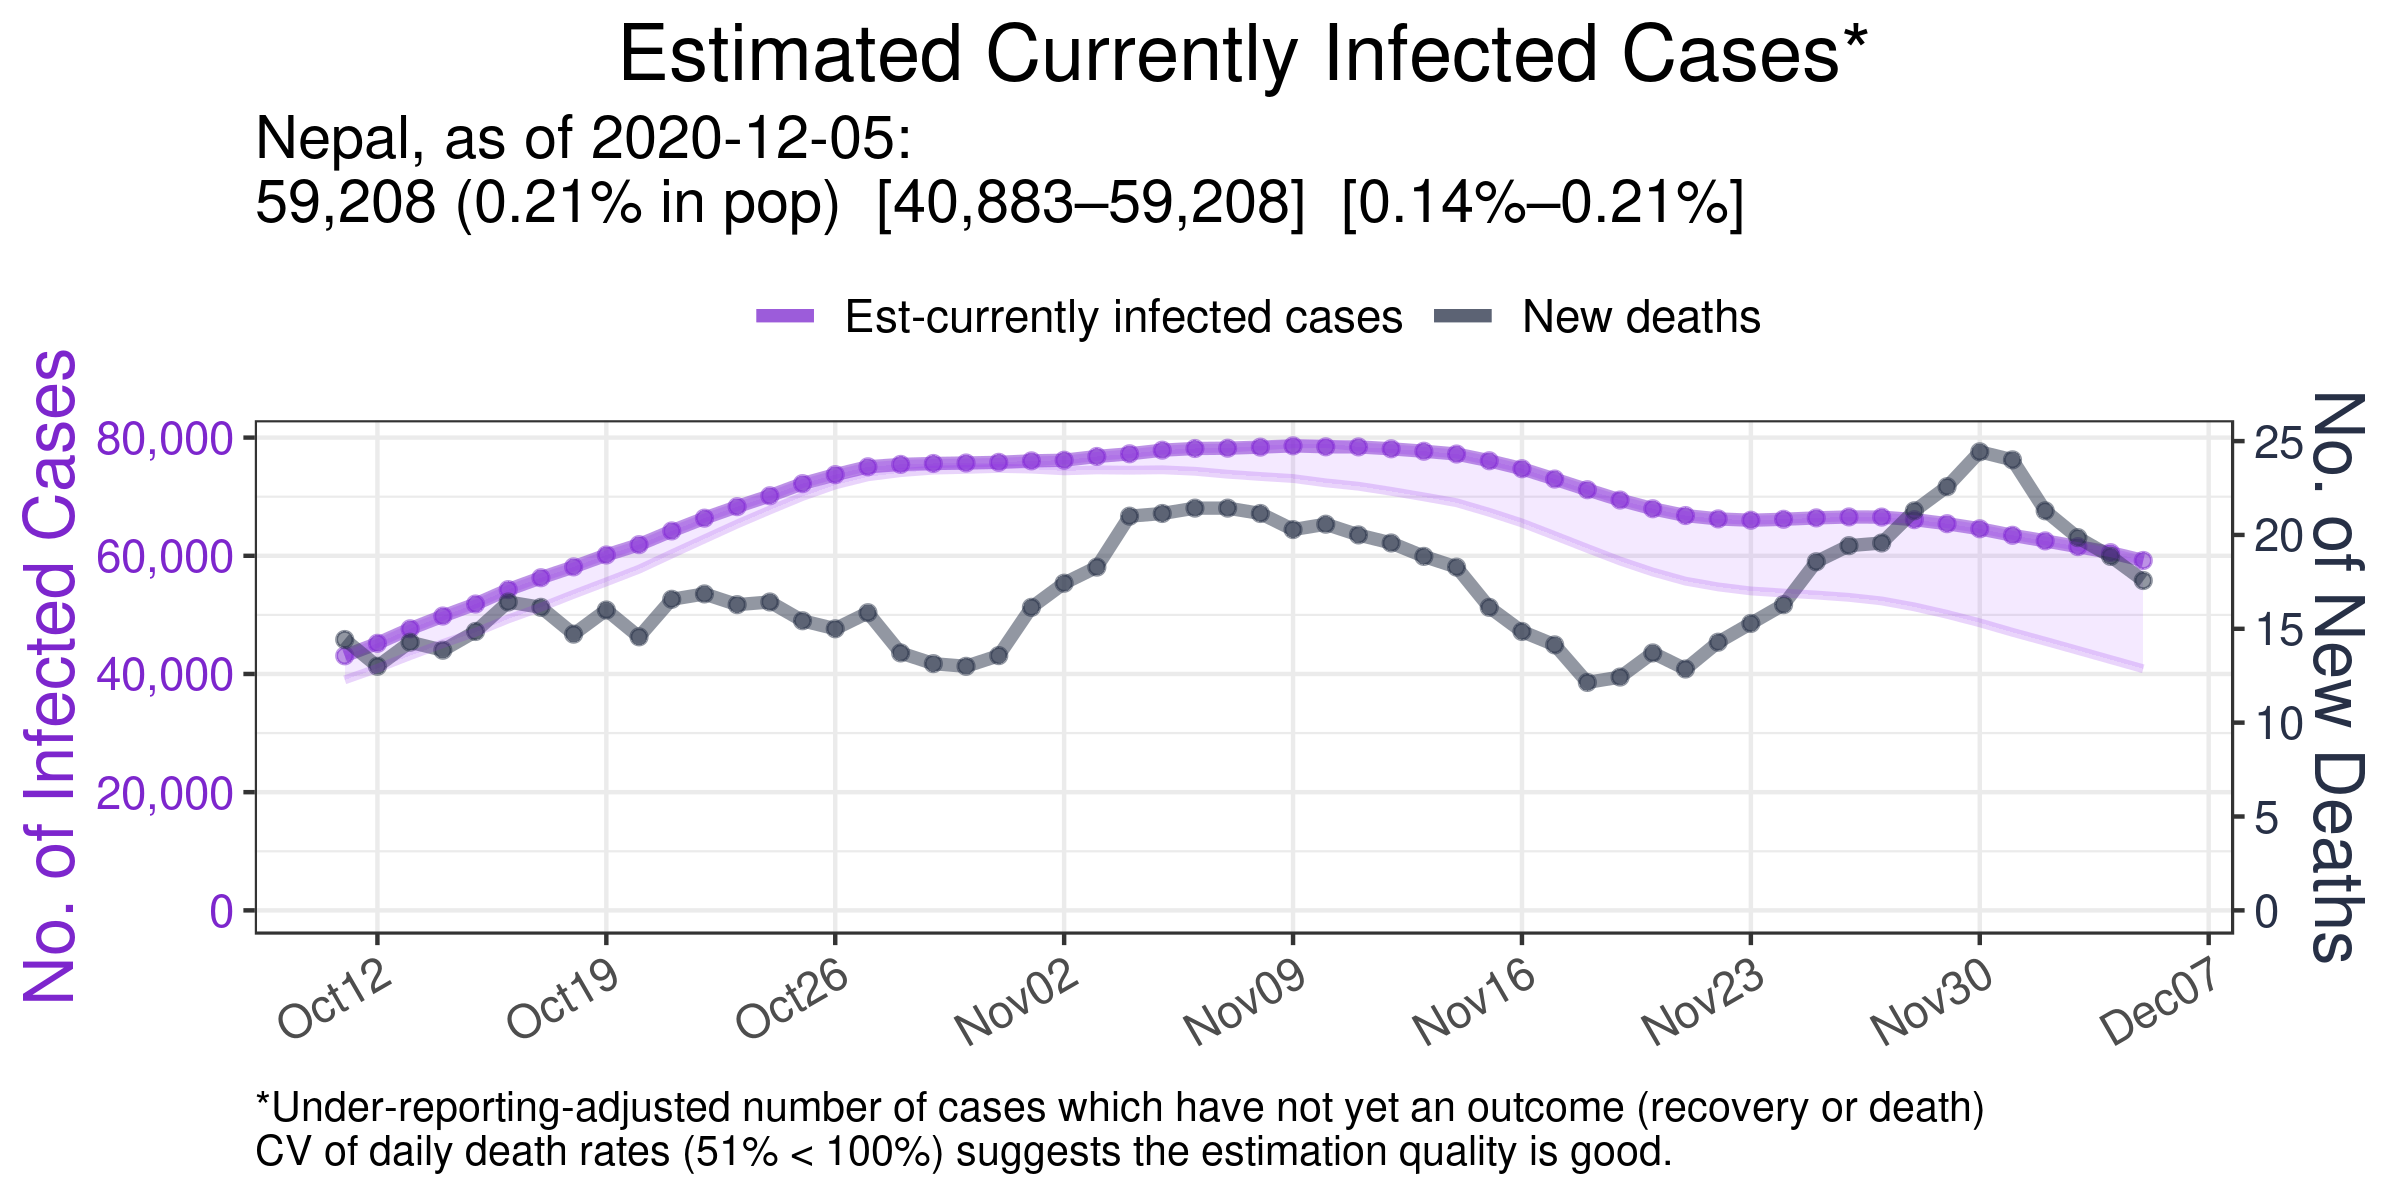 Estimated Currently Infected Cases*
Nepal, as of 2020-12-05:
59,208 (0.21% in pop) [40,883–59,208] [0.14%–0.21%]
Est-currently infected cases
New deaths
No. of Infected Cases
80,000
60,000
40,000
20,000
0
25
20
15
10
5
0
No. of New Deaths
Oct12
Oct19
Oct26
Nov02
Nov09
Nov16
Nov23
Nov30
Dec07
*Under-reporting-adjusted number of cases which have not yet an outcome (recovery or death)
CV of daily death rates (51% < 100%) suggests the estimation quality is good.